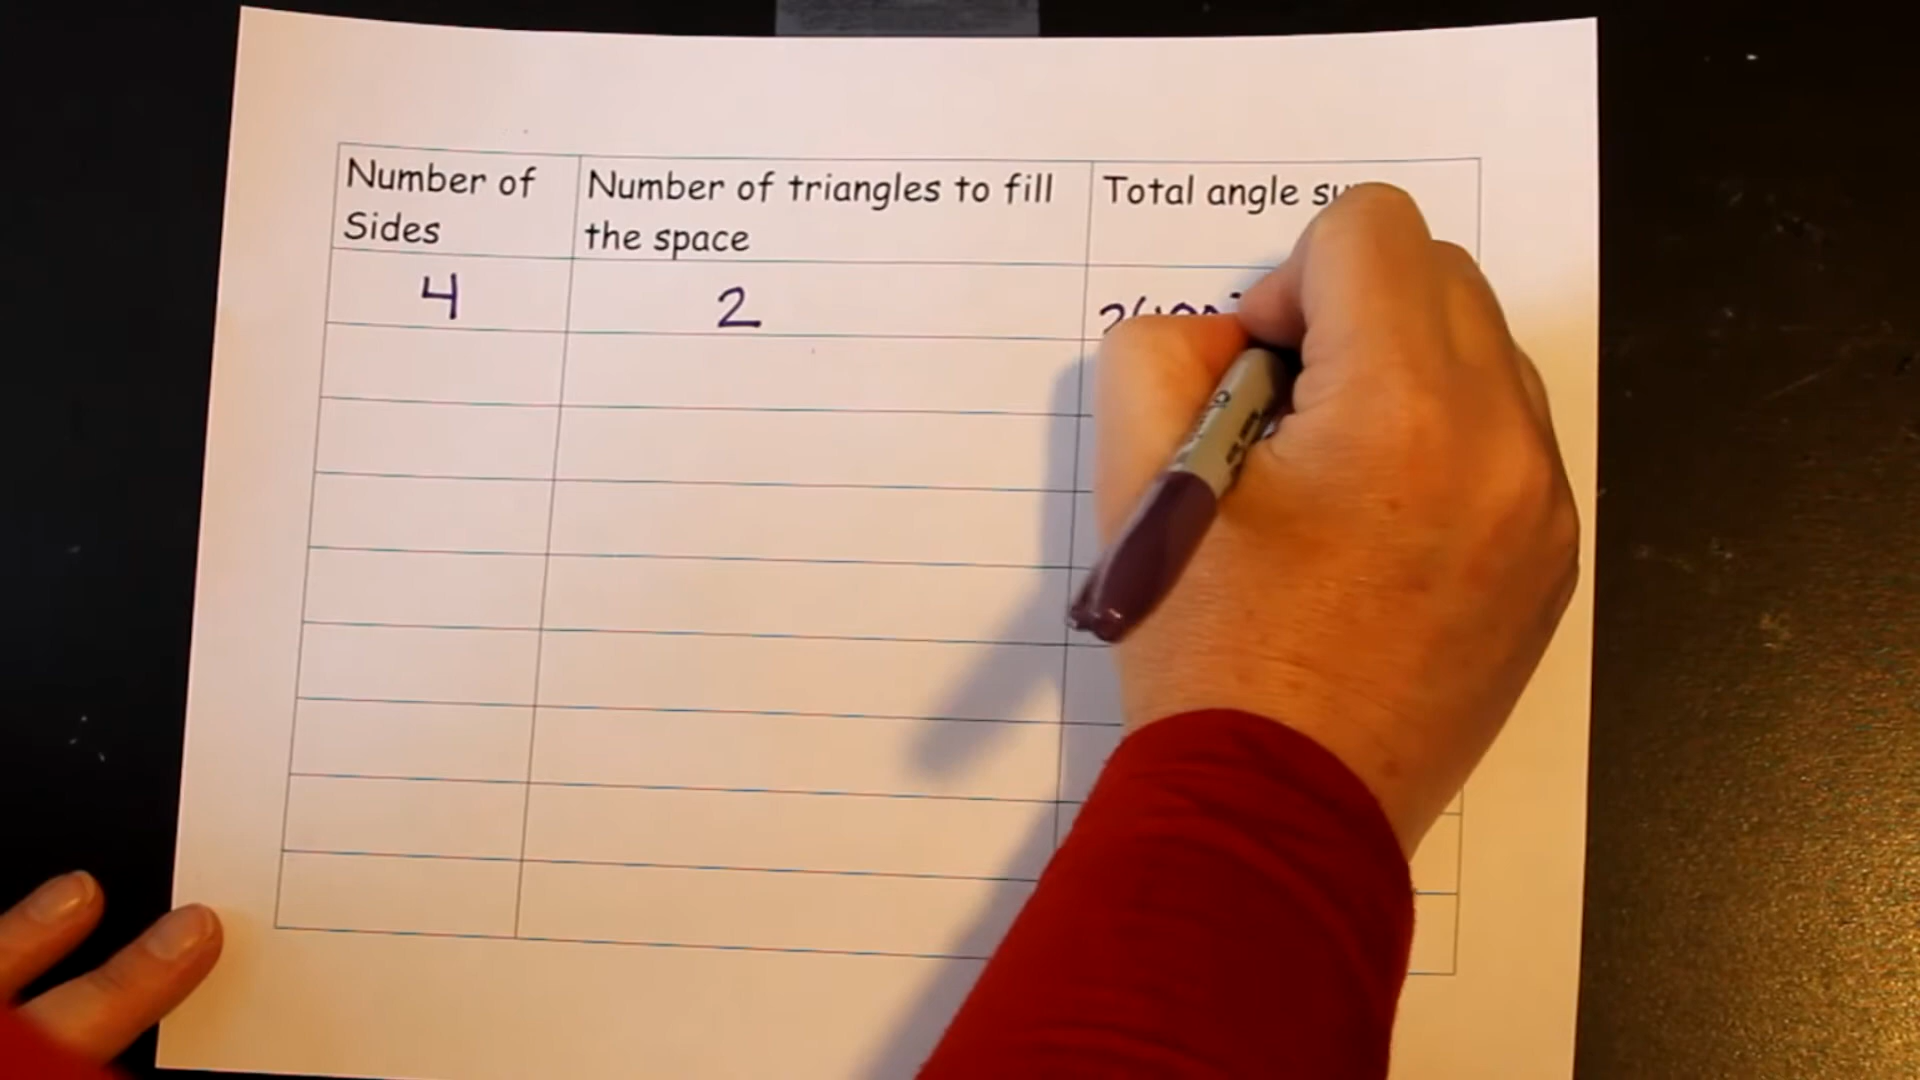 Number of
Sides
Number of triangles to fill
the space
Total angle
4
2